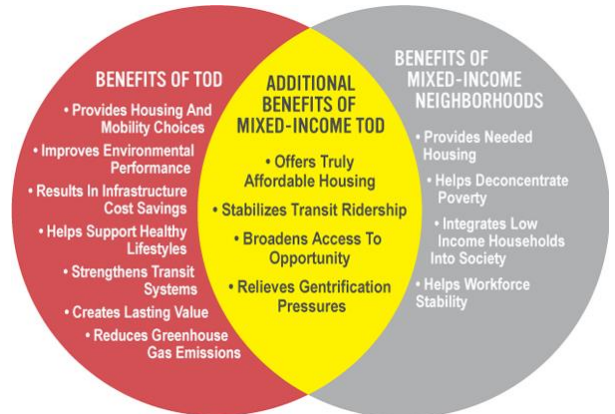 BENEFITS OF TOD
• Provides Housing And
Mobility Choices
• Improves Environmental
Performance
• Results In Infrastructure
Cost Savings
• Helps Support Healthy
Lifestyles
• Strengthens Transit
Systems
• Creates Lasting Value
• Reduces Greenhouse
Gas Emissions
ADDITIONAL
BENEFITS OF
MIXED-INCOME TOD
• Offers Truly
Affordable Housing
• Stabilizes Transit Ridership
• Broadens Access To
Opportunity
• Relieves Gentrification
Pressures
BENEFITS OF
MIXED-INCOME
NEIGHBORHOODS
• Provides Needed
Housing
• Helps Deconcentrate
Poverty
• Integrates Low
Income Households
Into Society
• Helps Workforce
Stability